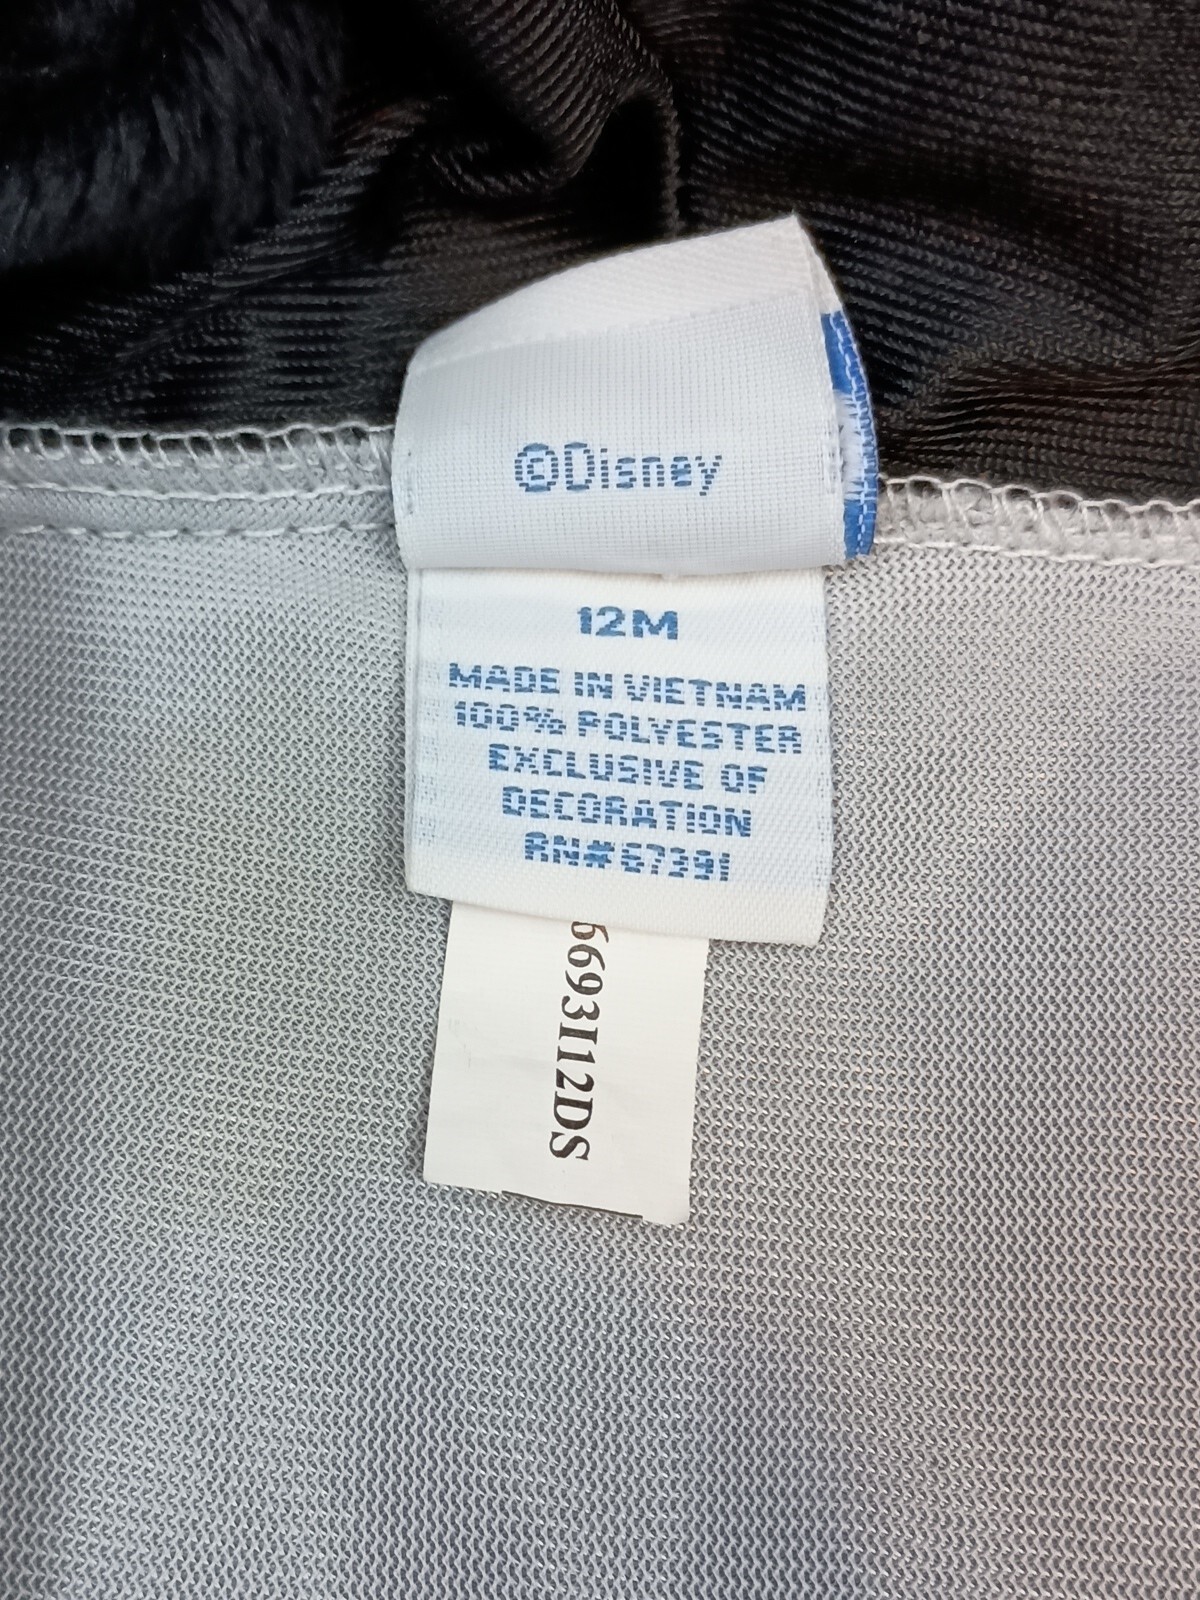 ©Disney
12M
MADE IN VIETNAM
100% POLYESTER
EXCLUSIVE OF
DECORATION
RN#67391
6693I12DS